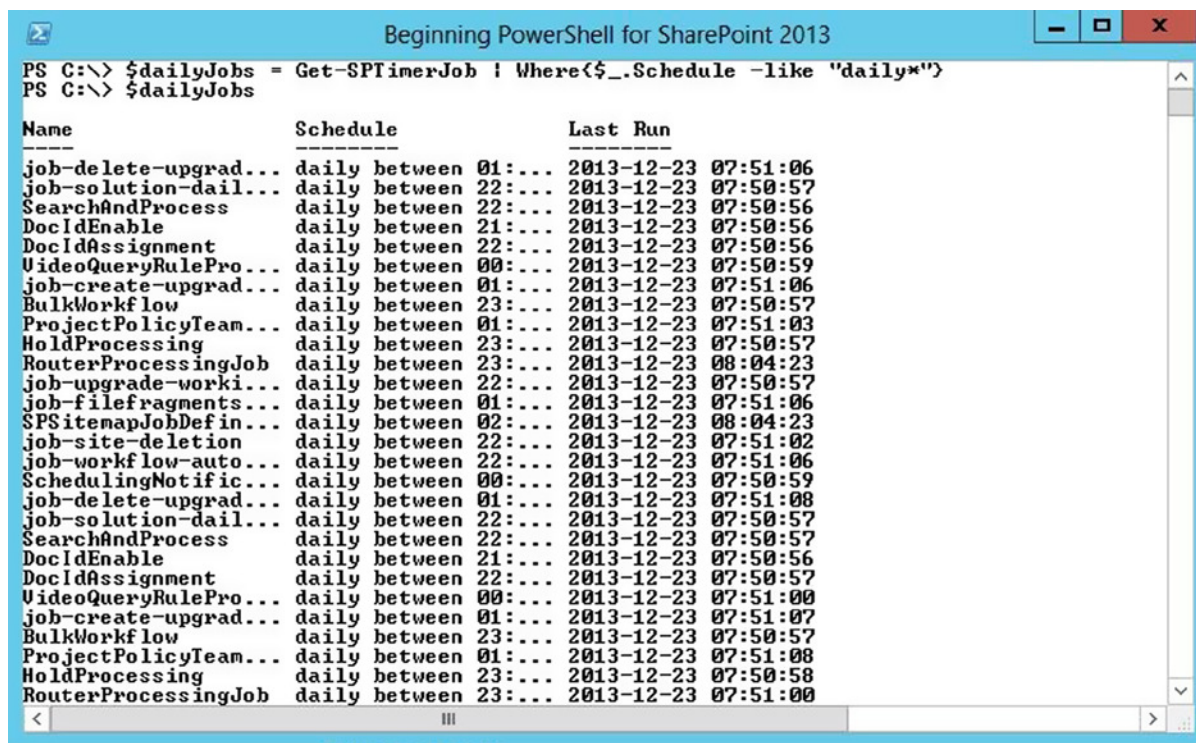 Beginning PowerShell for SharePoint 2013
PS C:\> $dailyJobs = Get-SPTimerJob | Where{$_.Schedule -like "daily*"}
PS C:\> $dailyJobs
Name Schedule Last Run
---- -------- --------
job-delete-upgrad... daily between 01:... 2013-12-23 07:51:06
job-solution-dail... daily between 22:... 2013-12-23 07:50:57
SearchAndProcess daily between 22:... 2013-12-23 07:50:56
DocIdEnable daily between 21:... 2013-12-23 07:50:56
DocIdAssignment daily between 22:... 2013-12-23 07:50:56
VideoQueryRulePro... daily between 00:... 2013-12-23 07:50:59
job-create-upgrad... daily between 01:... 2013-12-23 07:51:06
BulkWorkflow daily between 23:... 2013-12-23 07:50:57
ProjectPolicyTeam... daily between 01:... 2013-12-23 07:51:03
HoldProcessing daily between 23:... 2013-12-23 07:50:57
RouterProcessingJob daily between 23:... 2013-12-23 08:04:23
job-upgrade-worki... daily between 22:... 2013-12-23 07:50:57
job-filefragments... daily between 01:... 2013-12-23 07:51:06
SPSitemapJobDefin... daily between 02:... 2013-12-23 08:04:23
job-site-deletion daily between 22:... 2013-12-23 07:51:02
job-workflow-auto... daily between 22:... 2013-12-23 07:51:06
SchedulingNotific... daily between 00:... 2013-12-23 07:50:59
job-delete-upgrad... daily between 01:... 2013-12-23 07:51:08
job-solution-dail... daily between 22:... 2013-12-23 07:50:57
SearchAndProcess daily between 22:... 2013-12-23 07:50:57
DocIdEnable daily between 21:... 2013-12-23 07:50:56
DocIdAssignment daily between 22:... 2013-12-23 07:50:57
VideoQueryRulePro... daily between 00:... 2013-12-23 07:51:00
job-create-upgrad... daily between 01:... 2013-12-23 07:51:07
BulkWorkflow daily between 23:... 2013-12-23 07:50:57
ProjectPolicyTeam... daily between 01:... 2013-12-23 07:51:08
HoldProcessing daily between 23:... 2013-12-23 07:50:58
RouterProcessingJob daily between 23:... 2013-12-23 07:51:00